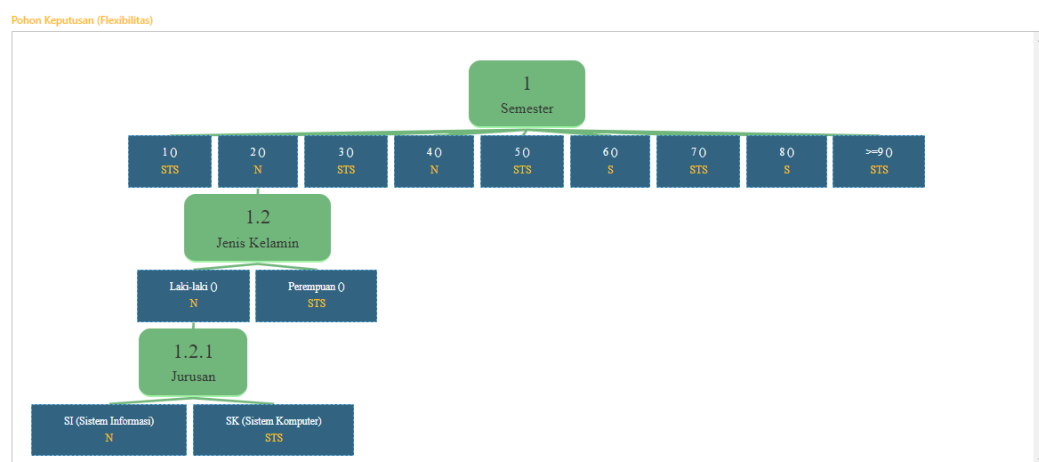 Pohon Keputusan (Flexibilitas)
1
Semester
1 () 2 () 3 () 4 () 5 () 6 () 7 () 8 () >=9 ()
STS N STS N STS S STS S STS
1.2
Jenis Kelamin
Laki-laki () Perempuan ()
N STS
1.2.1
Jurusan
SI (Sistem Informasi) SK (Sistem Komputer)
N STS